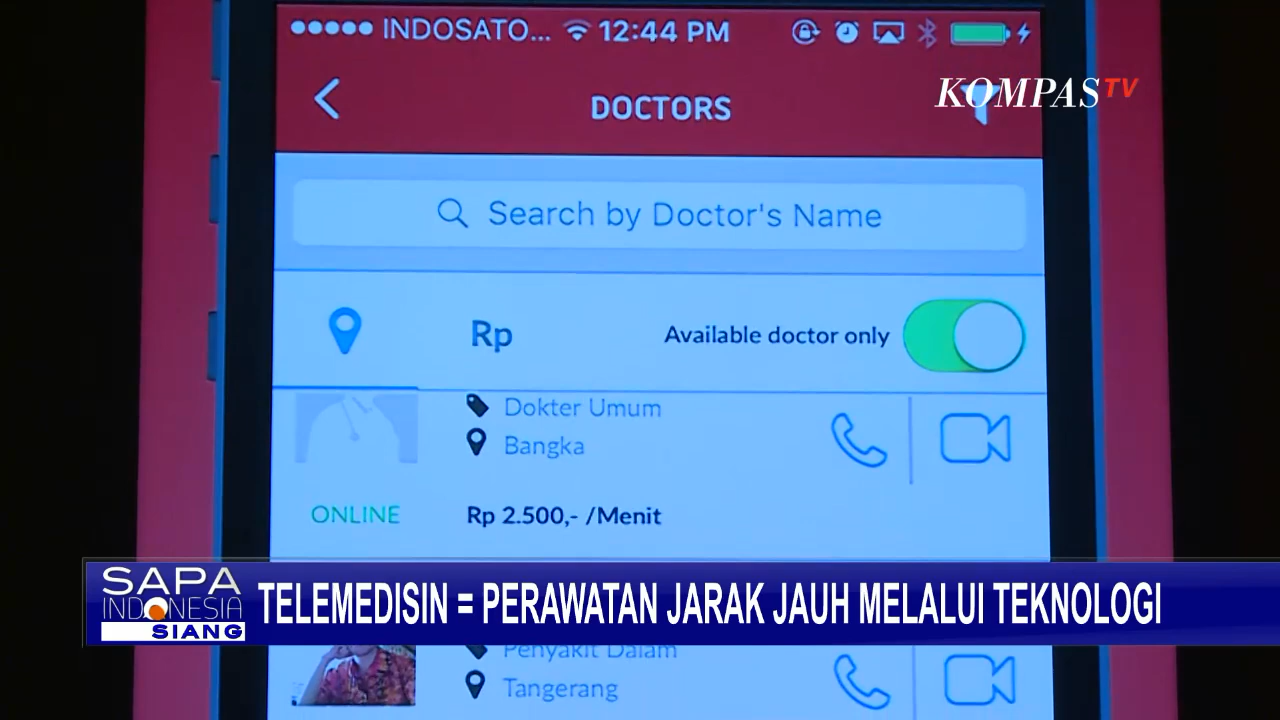 INDOSATO... 12:44 PM
KOMPASTV
DOCTORS
Search by Doctor's Name
Rp
Available doctor only
Dokter Umum
Bangka
ONLINE
Rp 2.500,- /Menit
SAPA
INDONESIA
SIANG
TELEMEDISIN = PERAWATAN JARAK JAUH MELALUI TEKNOLOGI
Penyakit Dalam
Tangerang